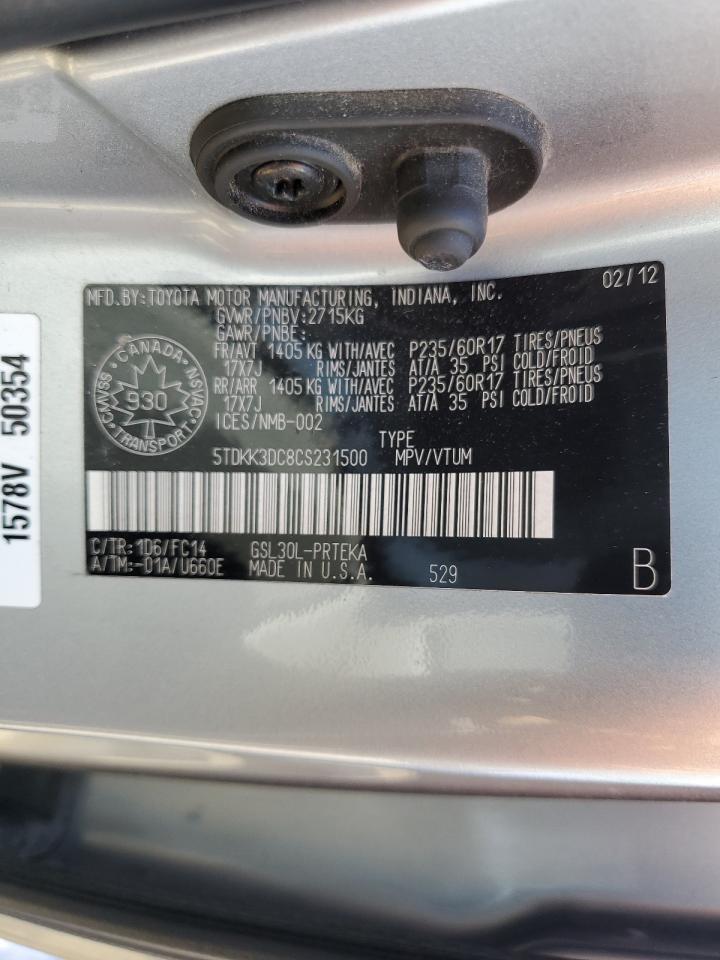 02/12
MFD.BY:TOYOTA MOTOR MANUFACTURING, INDIANA, INC.
GVWR/PNBV:2715KG
GAWR/PNBE:
FR/AVT 1405 KG WITH/AVEC P235/60R17 TIRES/PNEUS
17X7J RIMS/JANTES AT/A 35 PSI COLD/FROID
RR/ARR 1405 KG WITH/AVEC P235/60R17 TIRES/PNEUS
17X7J RIMS/JANTES AT/A 35 PSI COLD/FROID
ICES/NMB-002
TYPE
5TDKK3DC8CS231500 MPV/VTUM
CANADA
CMVSS NSVAC
930
TRANSPORT
C/TR:1D6/FC14 GSL30L-PRTEKA
A/TM:-01A/U660E MADE IN U.S.A. 529 B
1578V 50354